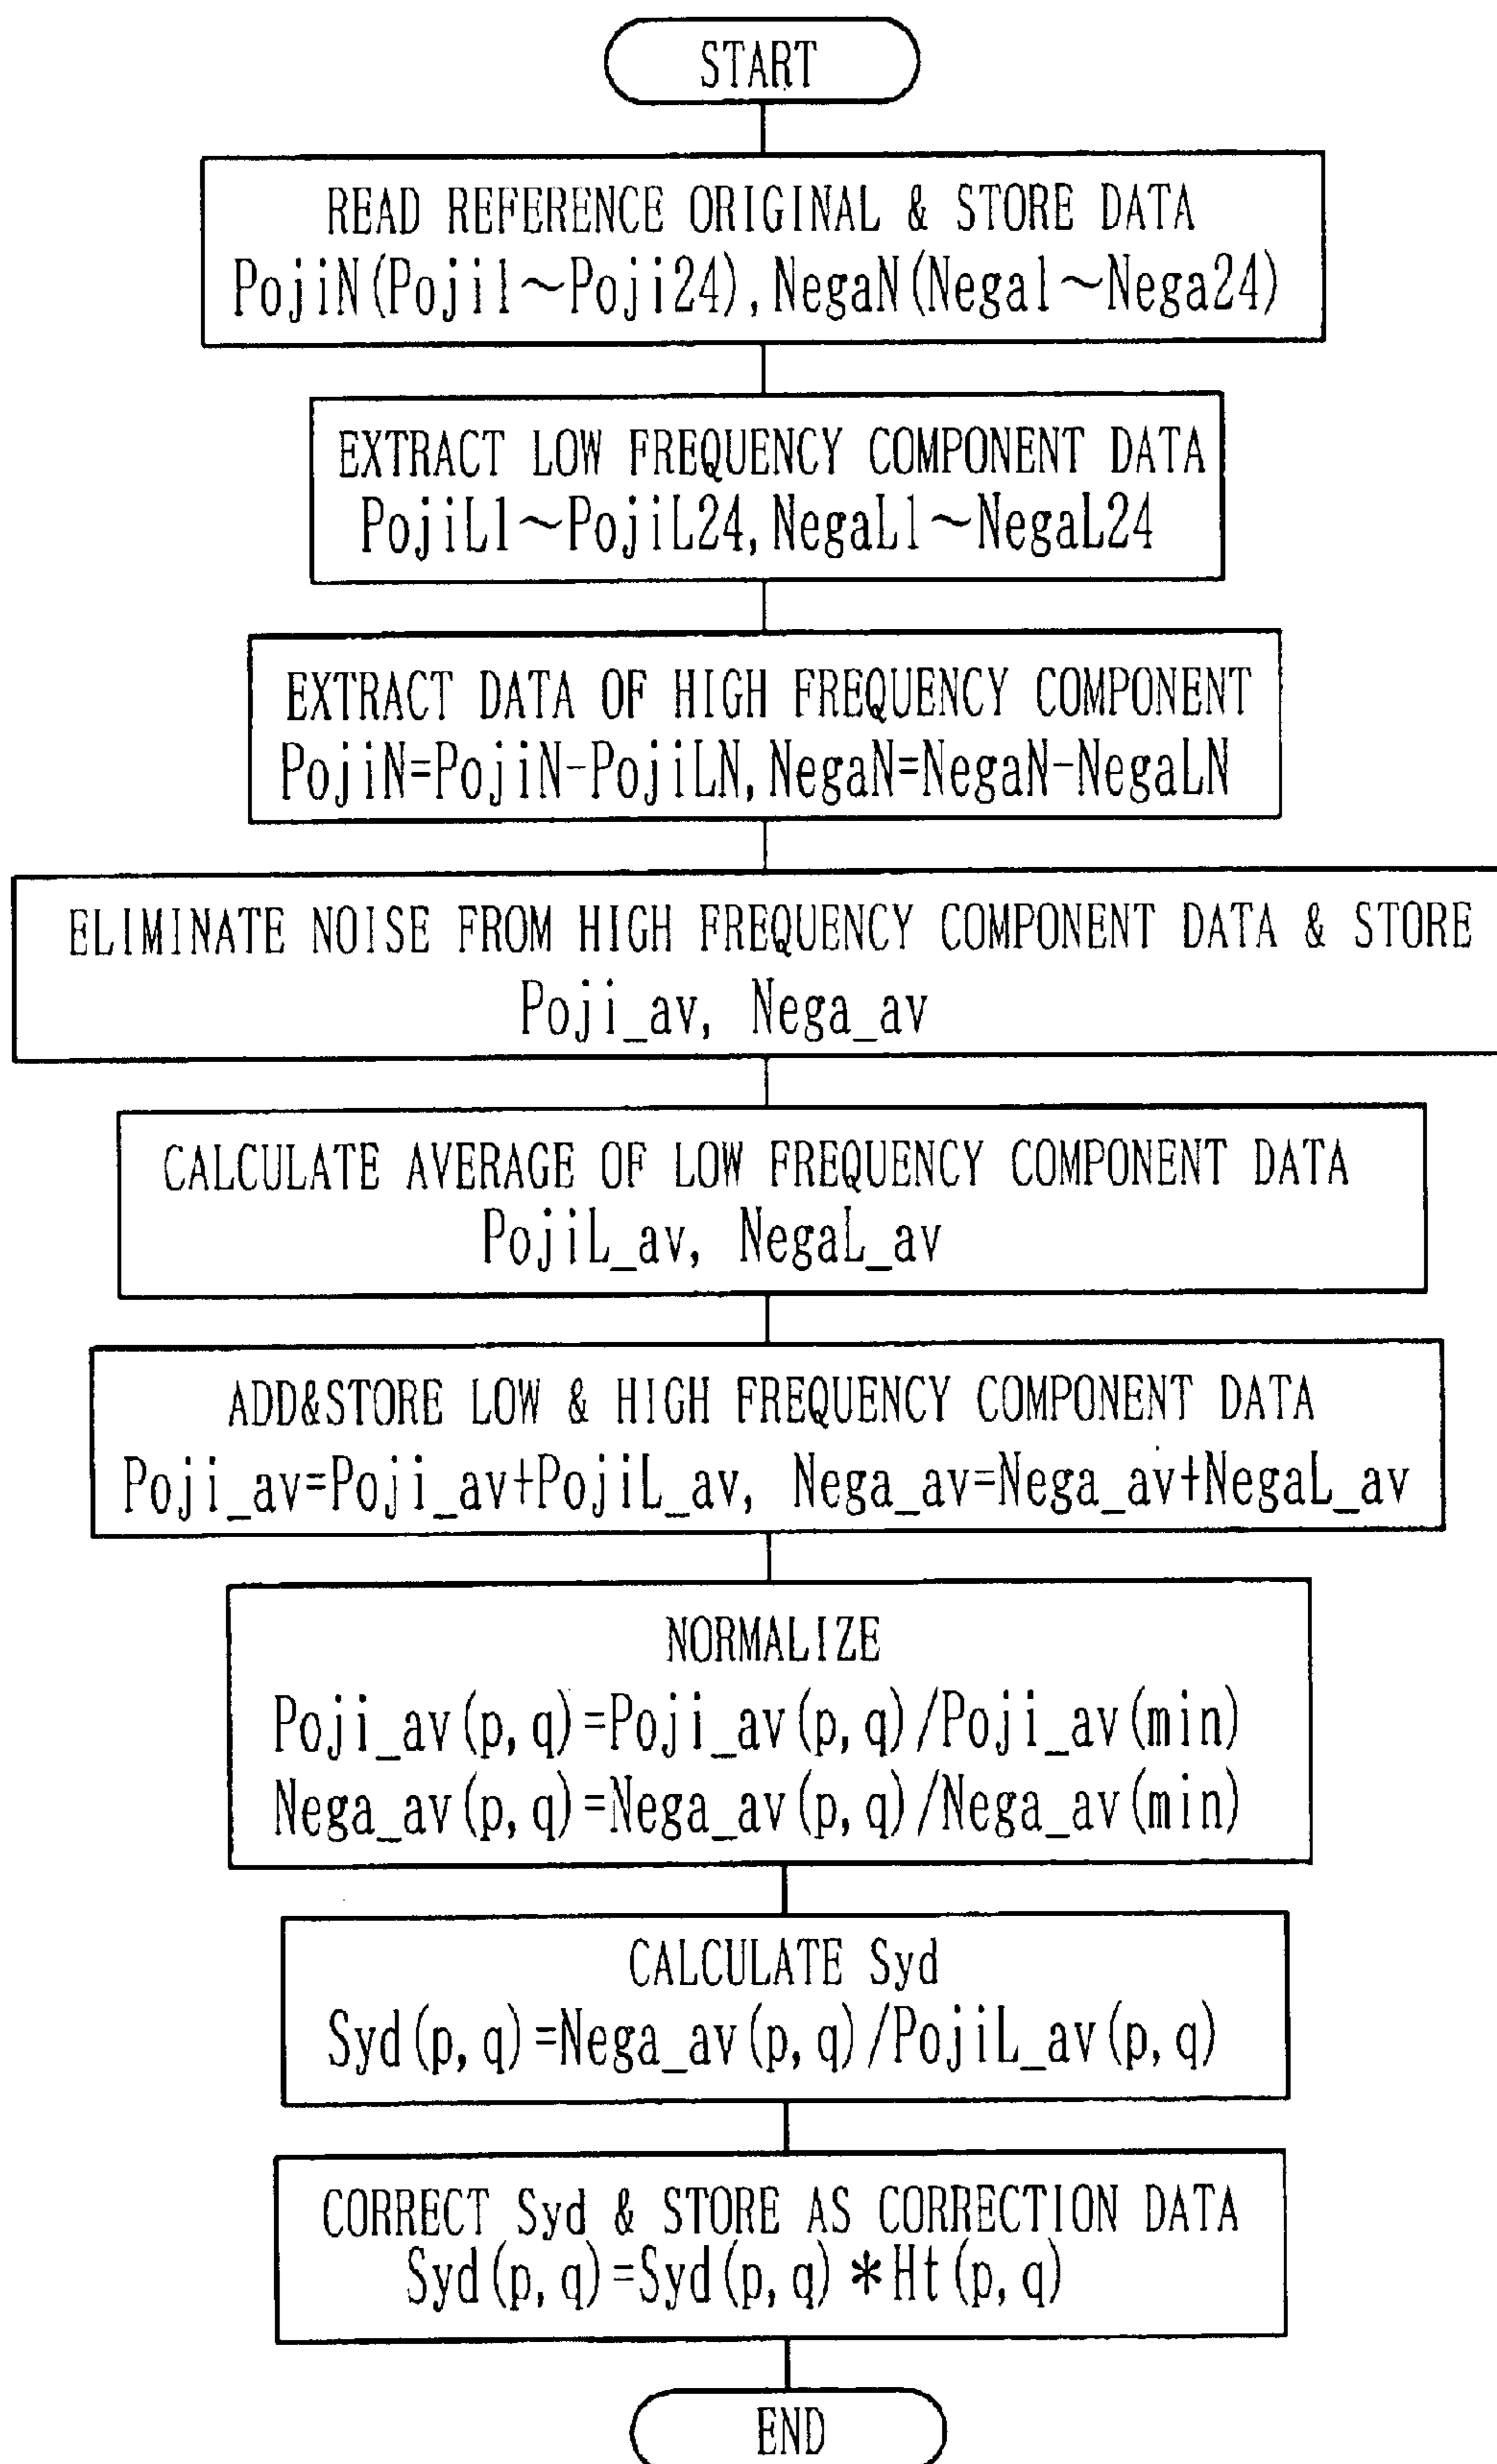 START
READ REFERENCE ORIGINAL & STORE DATA
PojiN(Poji1~Poji24),NegaN(Nega1~Nega24)
EXTRACT LOW FREQUENCY COMPONENT DATA
PojiL1~PojiL24,NegaL1~NegaL24
EXTRACT DATA OF HIGH FREQUENCY COMPONENT
PojiN=PojiN-PojiLN,NegaN=NegaN-NegaLN
ELIMINATE NOISE FROM HIGH FREQUENCY COMPONENT DATA & STORE
Poji_av, Nega_av
CALCULATE AVERAGE OF LOW FREQUENCY COMPONENT DATA
PojiL_av, NegaL_av
ADD&STORE LOW & HIGH FREQUENCY COMPONENT DATA
Poji_av=Poji_av+PojiL_av, Nega_av=Nega_av+NegaL_av
NORMALIZE
Poji_av(p,q)=Poji_av(p,q)/Poji_av(min)
Nega_av(p,q)=Nega_av(p,q)/Nega_av(min)
CALCULATE Syd
Syd(p,q)=Nega_av(p,q)/PojiL_av(p,q)
CORRECT Syd & STORE AS CORRECTION DATA
Syd(p,q)=Syd(p,q)*Ht(p,q)
END